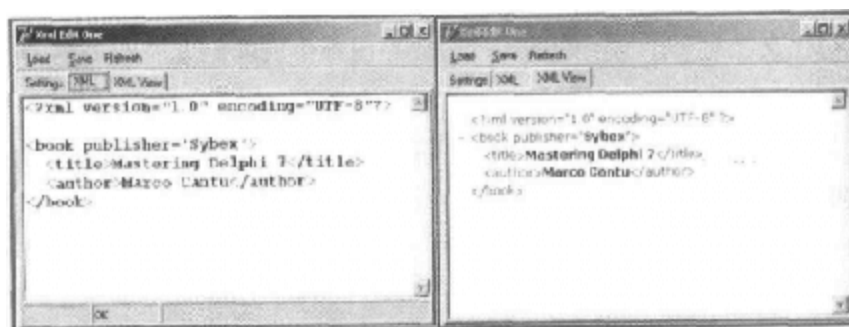 Xml Edit One
Load Save Refresh
Settings XML XML View
<?xml version="1.0" encoding="UTF-8"?>
<book publisher='Sybex'>
<title>Mastering Delphi 7</title>
<author>Marco Cantu</author>
</book>
OK
Load Save Refresh
Settings XML XML View
<?xml version="1.0" encoding="UTF-8" ?>
- <book publisher="Sybex">
<title>Mastering Delphi 7</title>
<author>Marco Cantu</author>
</book>